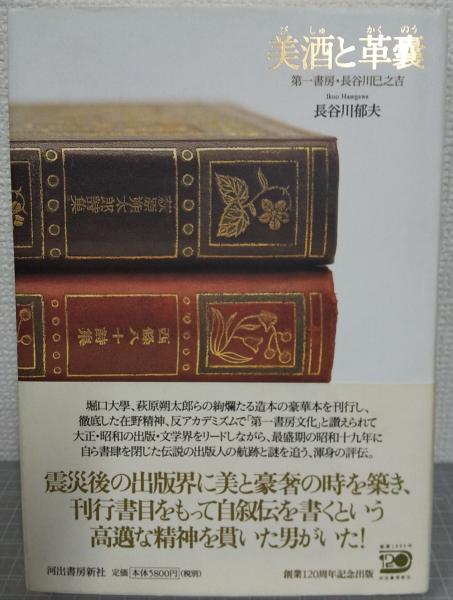 びしゅ かくのう
美酒と革嚢
第一書房・長谷川巳之吉
Ikuo Hasegawa
長谷川郁夫
萩原朔太郎詩集
西條八十詩集
堀口大學、萩原朔太郎らの絢爛たる造本の豪華本を刊行し、
徹底した在野精神、反アカデミズムで「第一書房文化」と讃えられて
大正・昭和の出版・文学界をリードしながら、最盛期の昭和十九年に
自ら書肆を閉じた伝説の出版人の航跡と謎を追う、渾身の評伝。
震災後の出版界に美と豪奢の時を築き、
刊行書目をもって自叙伝を書くという
高邁な精神を貫いた男がいた!
河出書房新社 定価 本体5800円(税別)
創業120周年記念出版
120